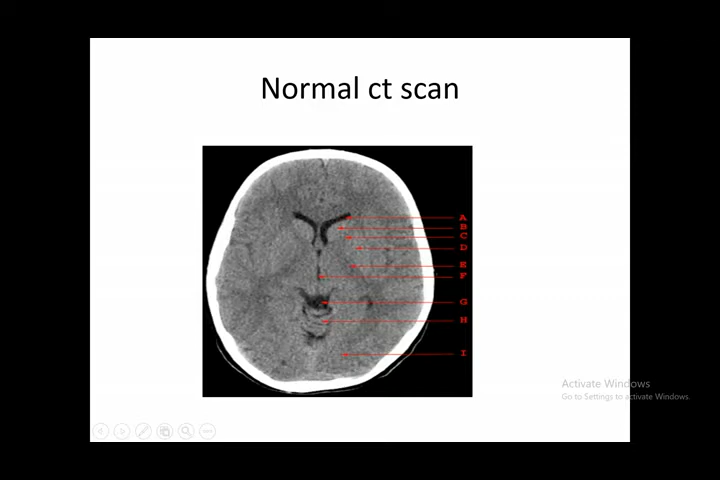 Normal ct scan
A
B
C
D
E
F
G
H
I
Activate Windows
Go to Settings to activate Windows.